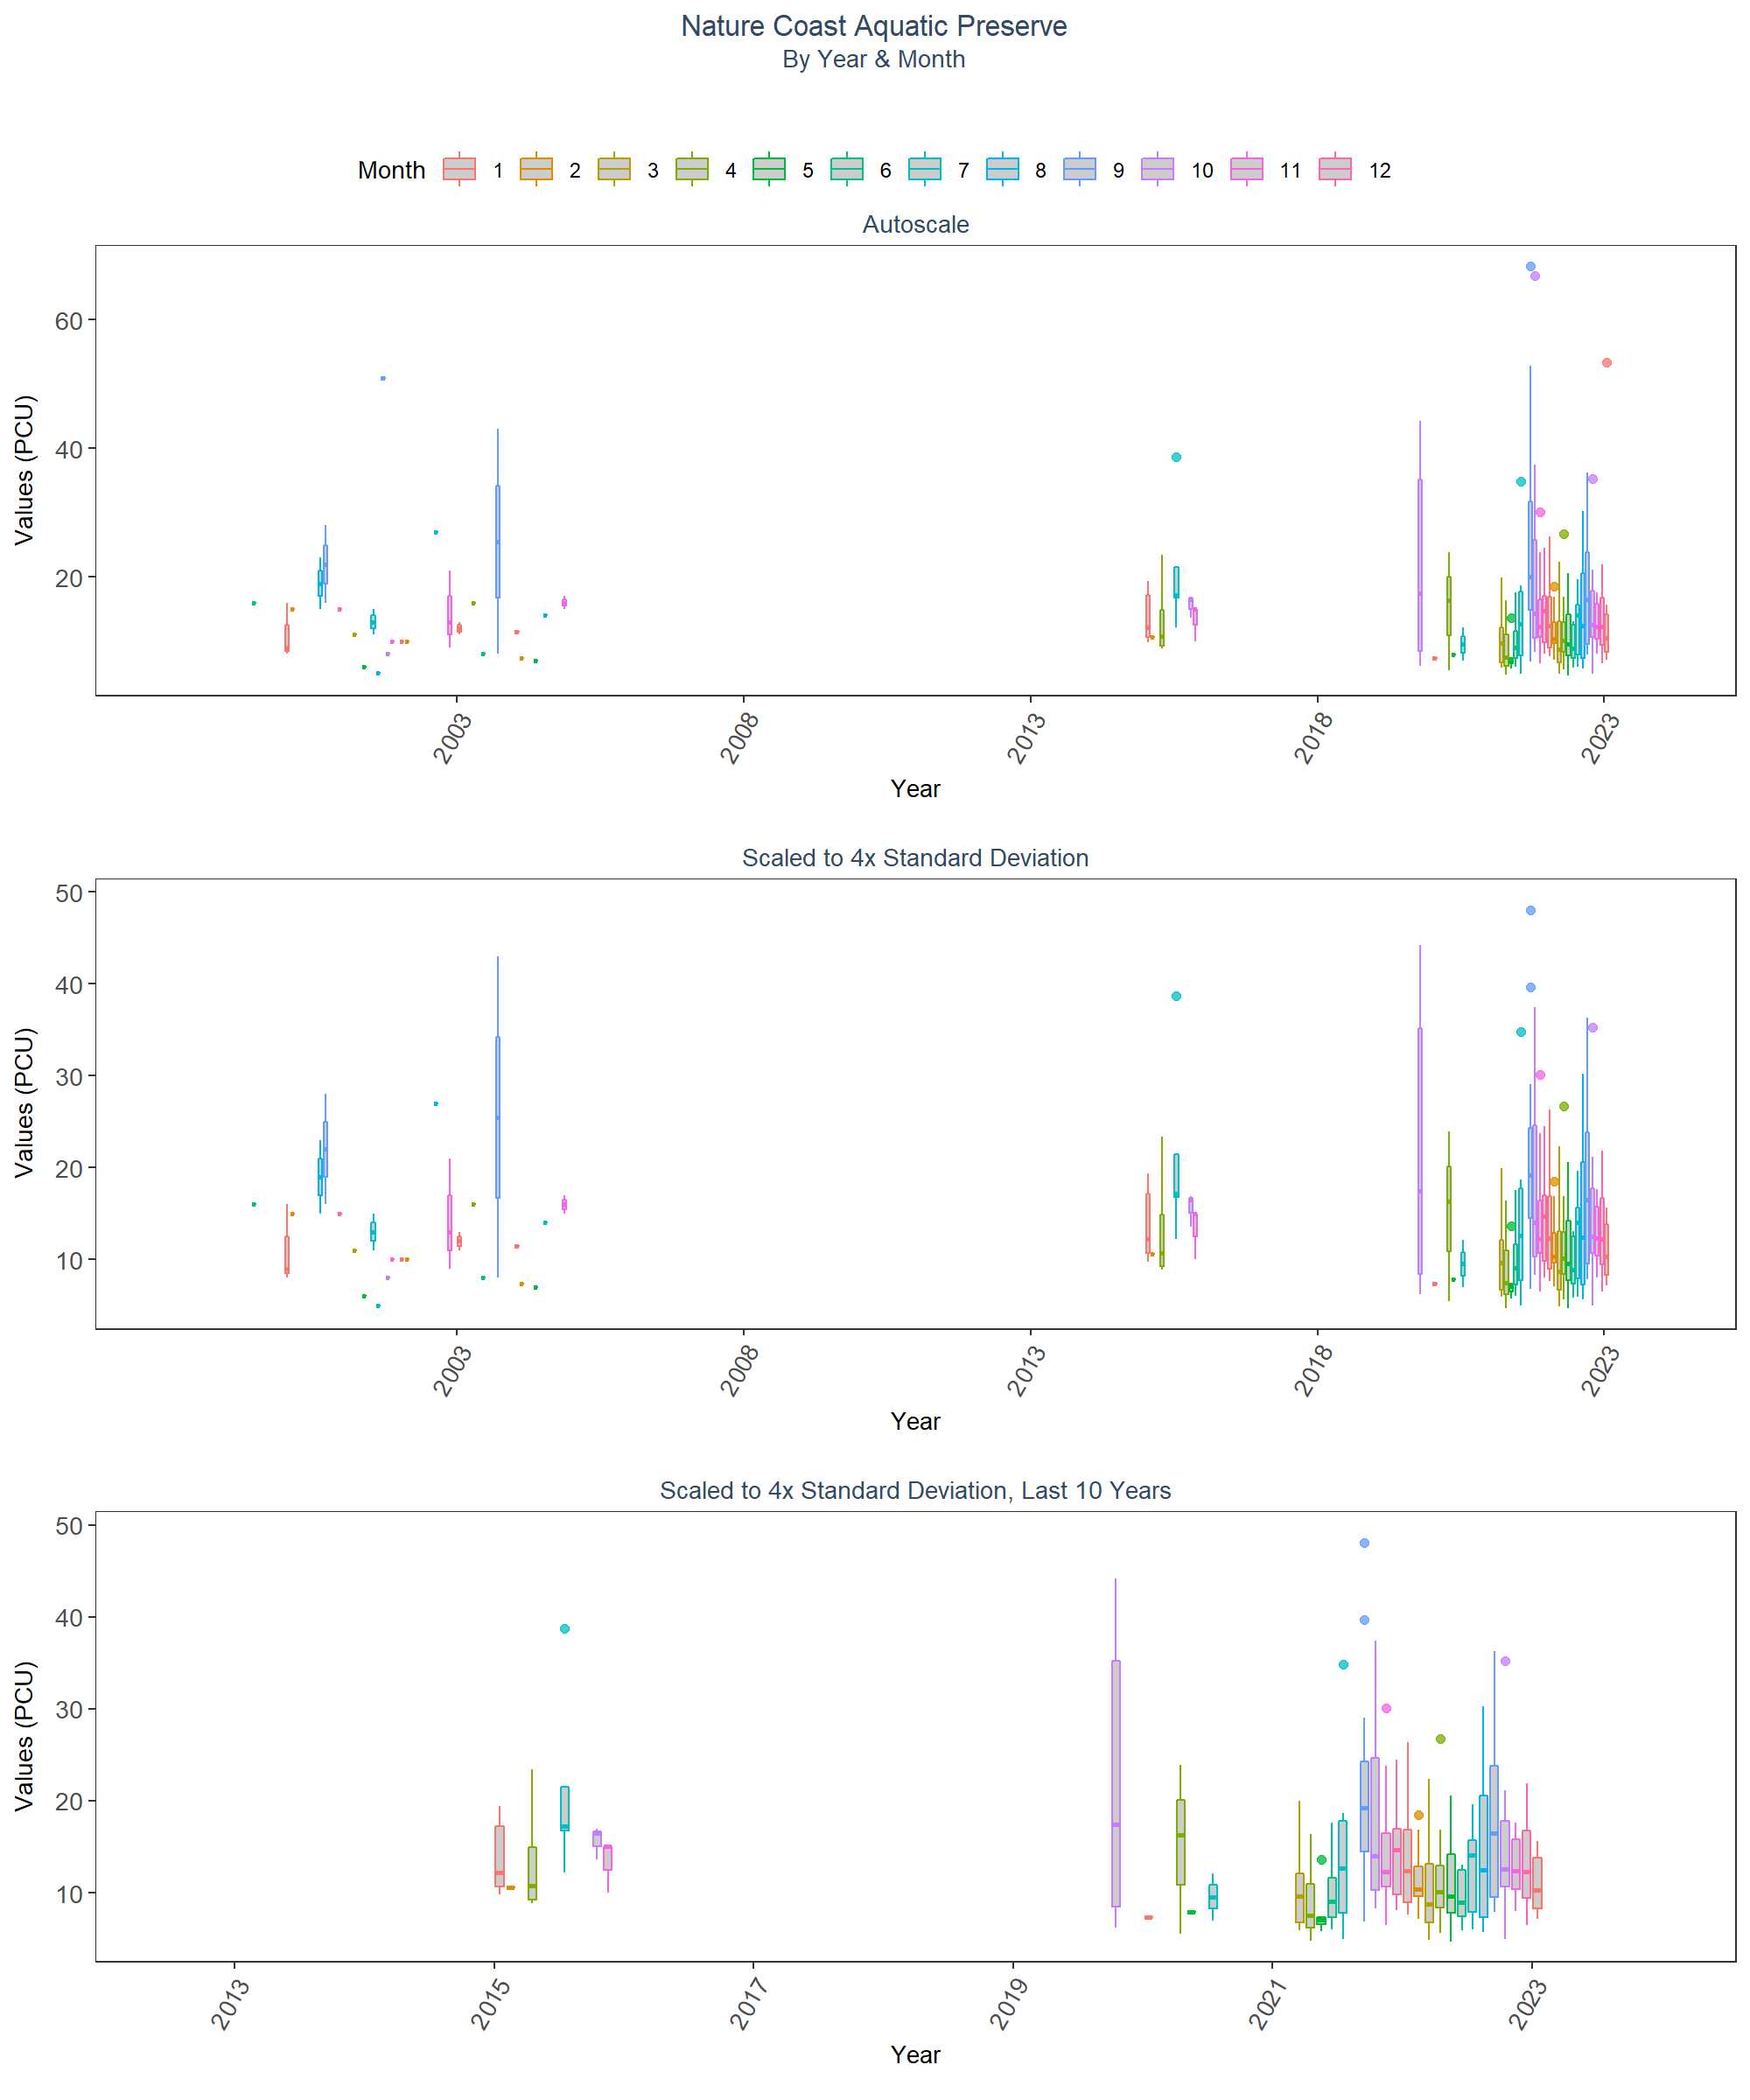 Nature Coast Aquatic Preserve
By Year & Month
Month 1 2 3 4 5 6 7 8 9 10 11 12
Autoscale
Values (PCU)
60
40
20
2003 2008 2013 2018 2023
Year
Scaled to 4x Standard Deviation
Values (PCU)
50
40
30
20
10
2003 2008 2013 2018 2023
Year
Scaled to 4x Standard Deviation, Last 10 Years
Values (PCU)
50
40
30
20
10
2013 2015 2017 2019 2021 2023
Year